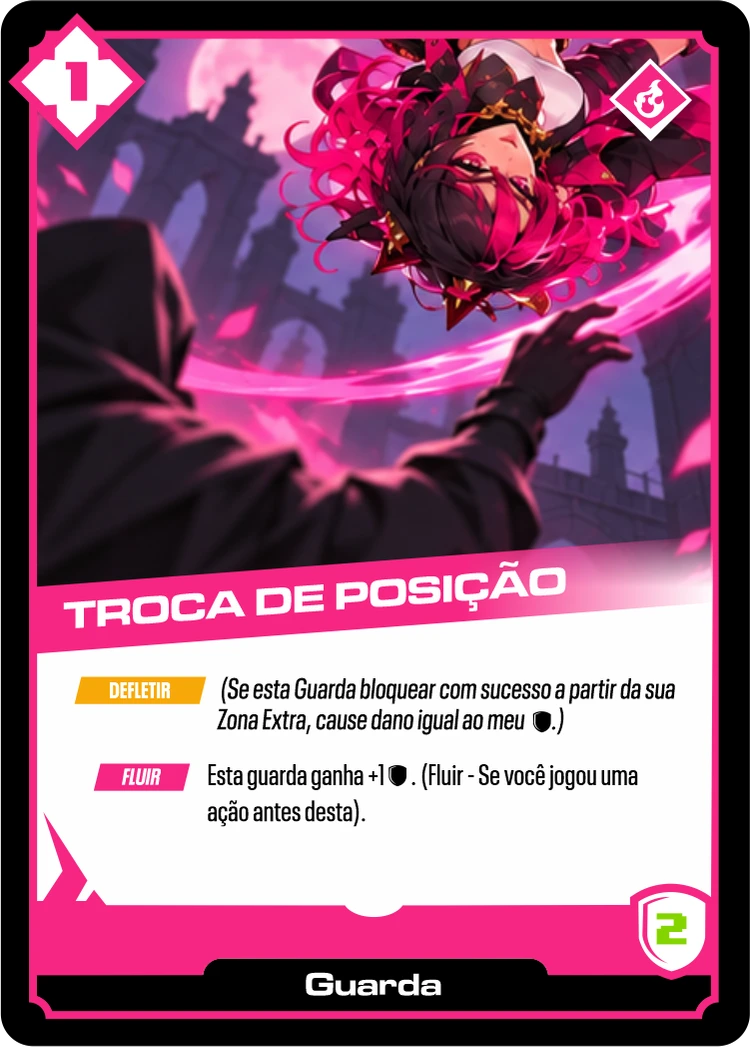 1
TROCA DE POSIÇÃO
DEFLETIR (Se esta Guarda bloquear com sucesso a partir da sua
Zona Extra, cause dano igual ao meu .)
FLUIR Esta guarda ganha +1 . (Fluir - Se você jogou uma
ação antes desta).
2
Guarda